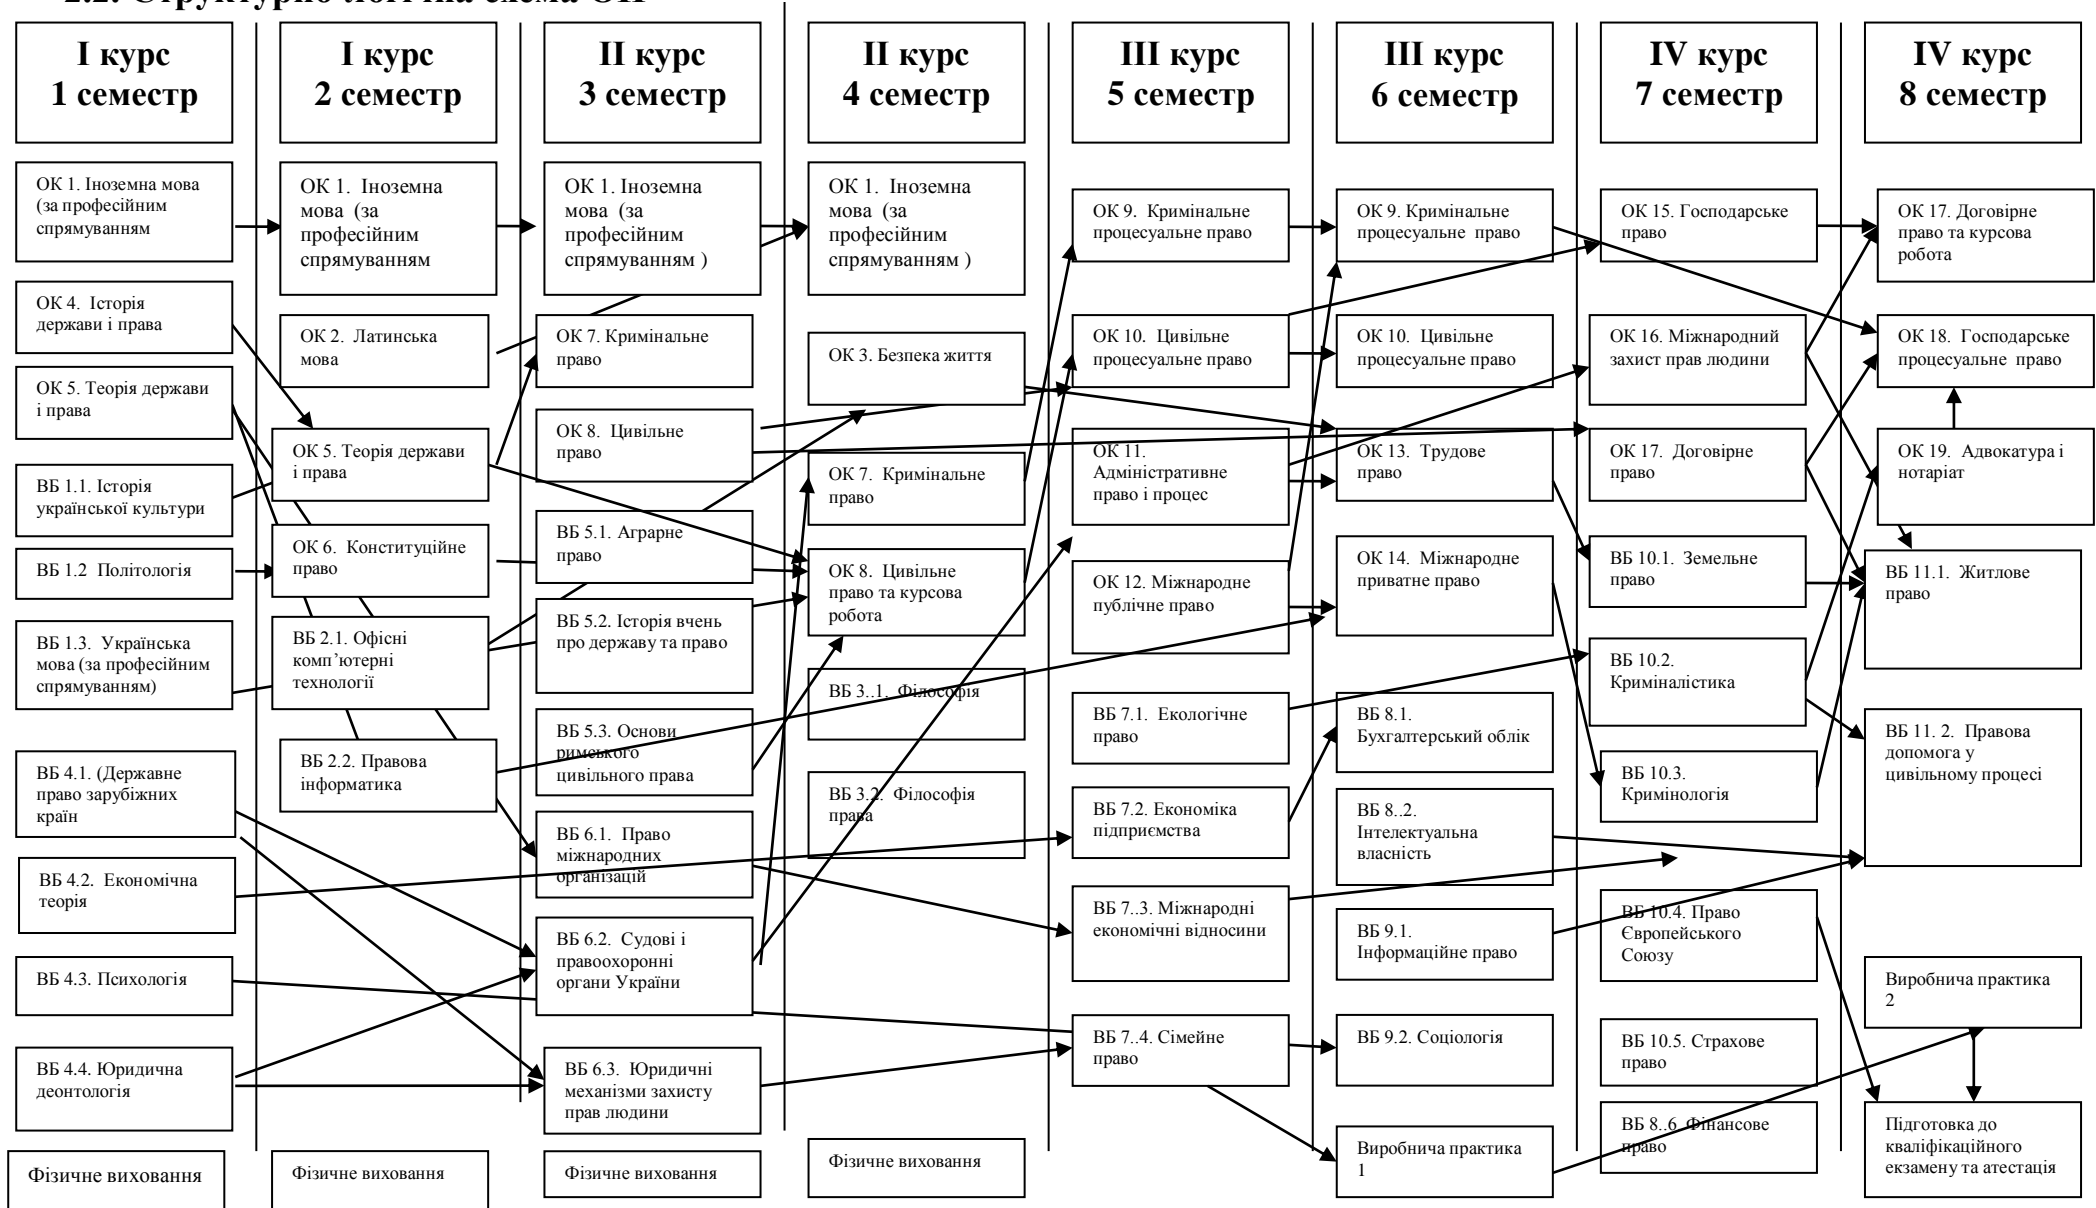 2.2. Структурно-логічна схема ОП
І курс
1 семестр
ОК 1. Іноземна мова
(за професійним
спрямуванням
ОК 4. Історія
держави і права
ОК 5. Теорія держави
і права
ВБ 1.1. Історія
української культури
ВБ 1.2 Політологія
ВБ 1.3. Українська
мова (за професійним
спрямуванням)
ВБ 4.1. (Державне
право зарубіжних
країн
ВБ 4.2. Економічна
теорія
ВБ 4.3. Психологія
ВБ 4.4. Юридична
деонтологія
Фізичне виховання
І курс
2 семестр
ОК 1. Іноземна
мова (за
професійним
спрямуванням
ОК 2. Латинська
мова
ОК 5. Теорія держави
і права
ОК 6. Конституційне
право
ВБ 2.1. Офісні
комп’ютерні
технології
ВБ 2.2. Правова
інформатика
Фізичне виховання
ІІ курс
3 семестр
ОК 1. Іноземна
мова (за
професійним
спрямуванням )
ОК 7. Кримінальне
право
ОК 8. Цивільне
право
ВБ 5.1. Аграрне
право
ВБ 5.2. Історія вчень
про державу та право
ВБ 5.3. Основи
римського
цивільного права
ВБ 6.1. Право
міжнародних
організацій
ВБ 6.2. Судові і
правоохоронні
органи України
ВБ 6.3. Юридичні
механізми захисту
прав людини
Фізичне виховання
ІІ курс
4 семестр
ОК 1. Іноземна
мова (за
професійним
спрямуванням )
ОК 3. Безпека життя
ОК 7. Кримінальне
право
ОК 8. Цивільне
право та курсова
робота
ВБ 3..1. Філософія
ВБ 3.2. Філософія
права
Фізичне виховання
ІІІ курс
5 семестр
ОК 9. Кримінальне
процесуальне право
ОК 10. Цивільне
процесуальне право
ОК 11.
Адміністративне
право і процес
ОК 12. Міжнародне
публічне право
ВБ 7.1. Екологічне
право
ВБ 7.2. Економіка
підприємства
ВБ 7..3. Міжнародні
економічні відносини
ВБ 7..4. Сімейне
право
ІІІ курс
6 семестр
ОК 9. Кримінальне
процесуальне право
ОК 10. Цивільне
процесуальне право
ОК 13. Трудове
право
ОК 14. Міжнародне
приватне право
ВБ 8.1.
Бухгалтерський облік
ВБ 8..2.
Інтелектуальна
власність
ВБ 9.1.
Інформаційне право
ВБ 9.2. Соціологія
Виробнича практика
1
ІV курс
7 семестр
ОК 15. Господарське
право
ОК 16. Міжнародний
захист прав людини
ОК 17. Договірне
право
ВБ 10.1. Земельне
право
ВБ 10.2.
Криміналістика
ВБ 10.3.
Кримінологія
ВБ 10.4. Право
Європейського
Союзу
ВБ 10.5. Страхове
право
ВБ 8..6. Фінансове
право
ІV курс
8 семестр
ОК 17. Договірне
право та курсова
робота
ОК 18. Господарське
процесуальне право
ОК 19. Адвокатура і
нотаріат
ВБ 11.1. Житлове
право
ВБ 11. 2. Правова
допомога у
цивільному процесі
Виробнича практика
2
Підготовка до
кваліфікаційного
екзамену та атестація